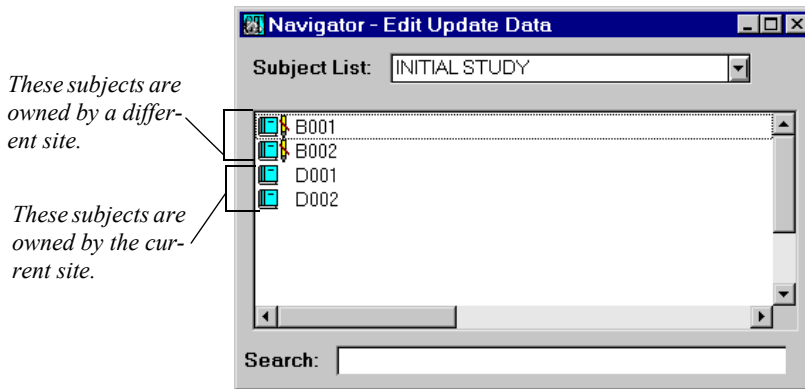 Navigator - Edit Update Data
Subject List: INITIAL STUDY
These subjects are
owned by a differ-
ent site.
B001
B002
D001
D002
These subjects are
owned by the cur-
rent site.
Search: